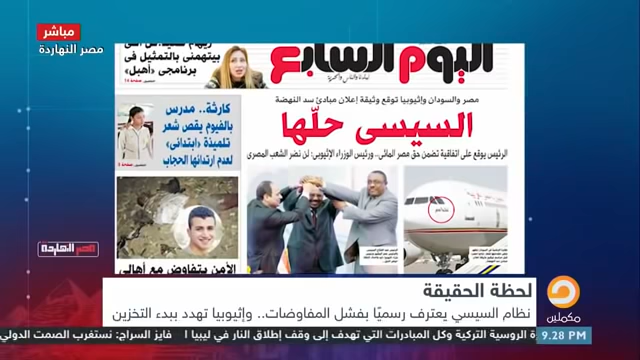 مباشر
مصر النهاردة
اليوم السابع
بيتهمنى بالتمثيل فى
برنامجى «أهبل»
مصر والسودان وإثيوبيا توقع وثيقة إعلان مبادئ سد النهضة
السيسى حلّها
الرئيس يوقع على اتفاقية تضمن حق مصر المائى.. ورئيس الوزراء الإثيوبى: لن نضر الشعب المصرى
كارثة.. مدرس
بالفيوم يقص شعر
تلميذة «ابتدائى»
لعدم ارتدائها الحجاب
الأمن يتفاوض مع أهالى
مصر النهاردة
لحظة الحقيقة
نظام السيسي يعترف رسميًا بفشل المفاوضات.. وإثيوبيا تهدد ببدء التخزين
مكملين
9:28 PM
ة الروسية التركية وكل المبادرات التي تهدف إلى وقف إطلاق النار في ليبيا
فايز السراج: نستغرب الصمت الدولي